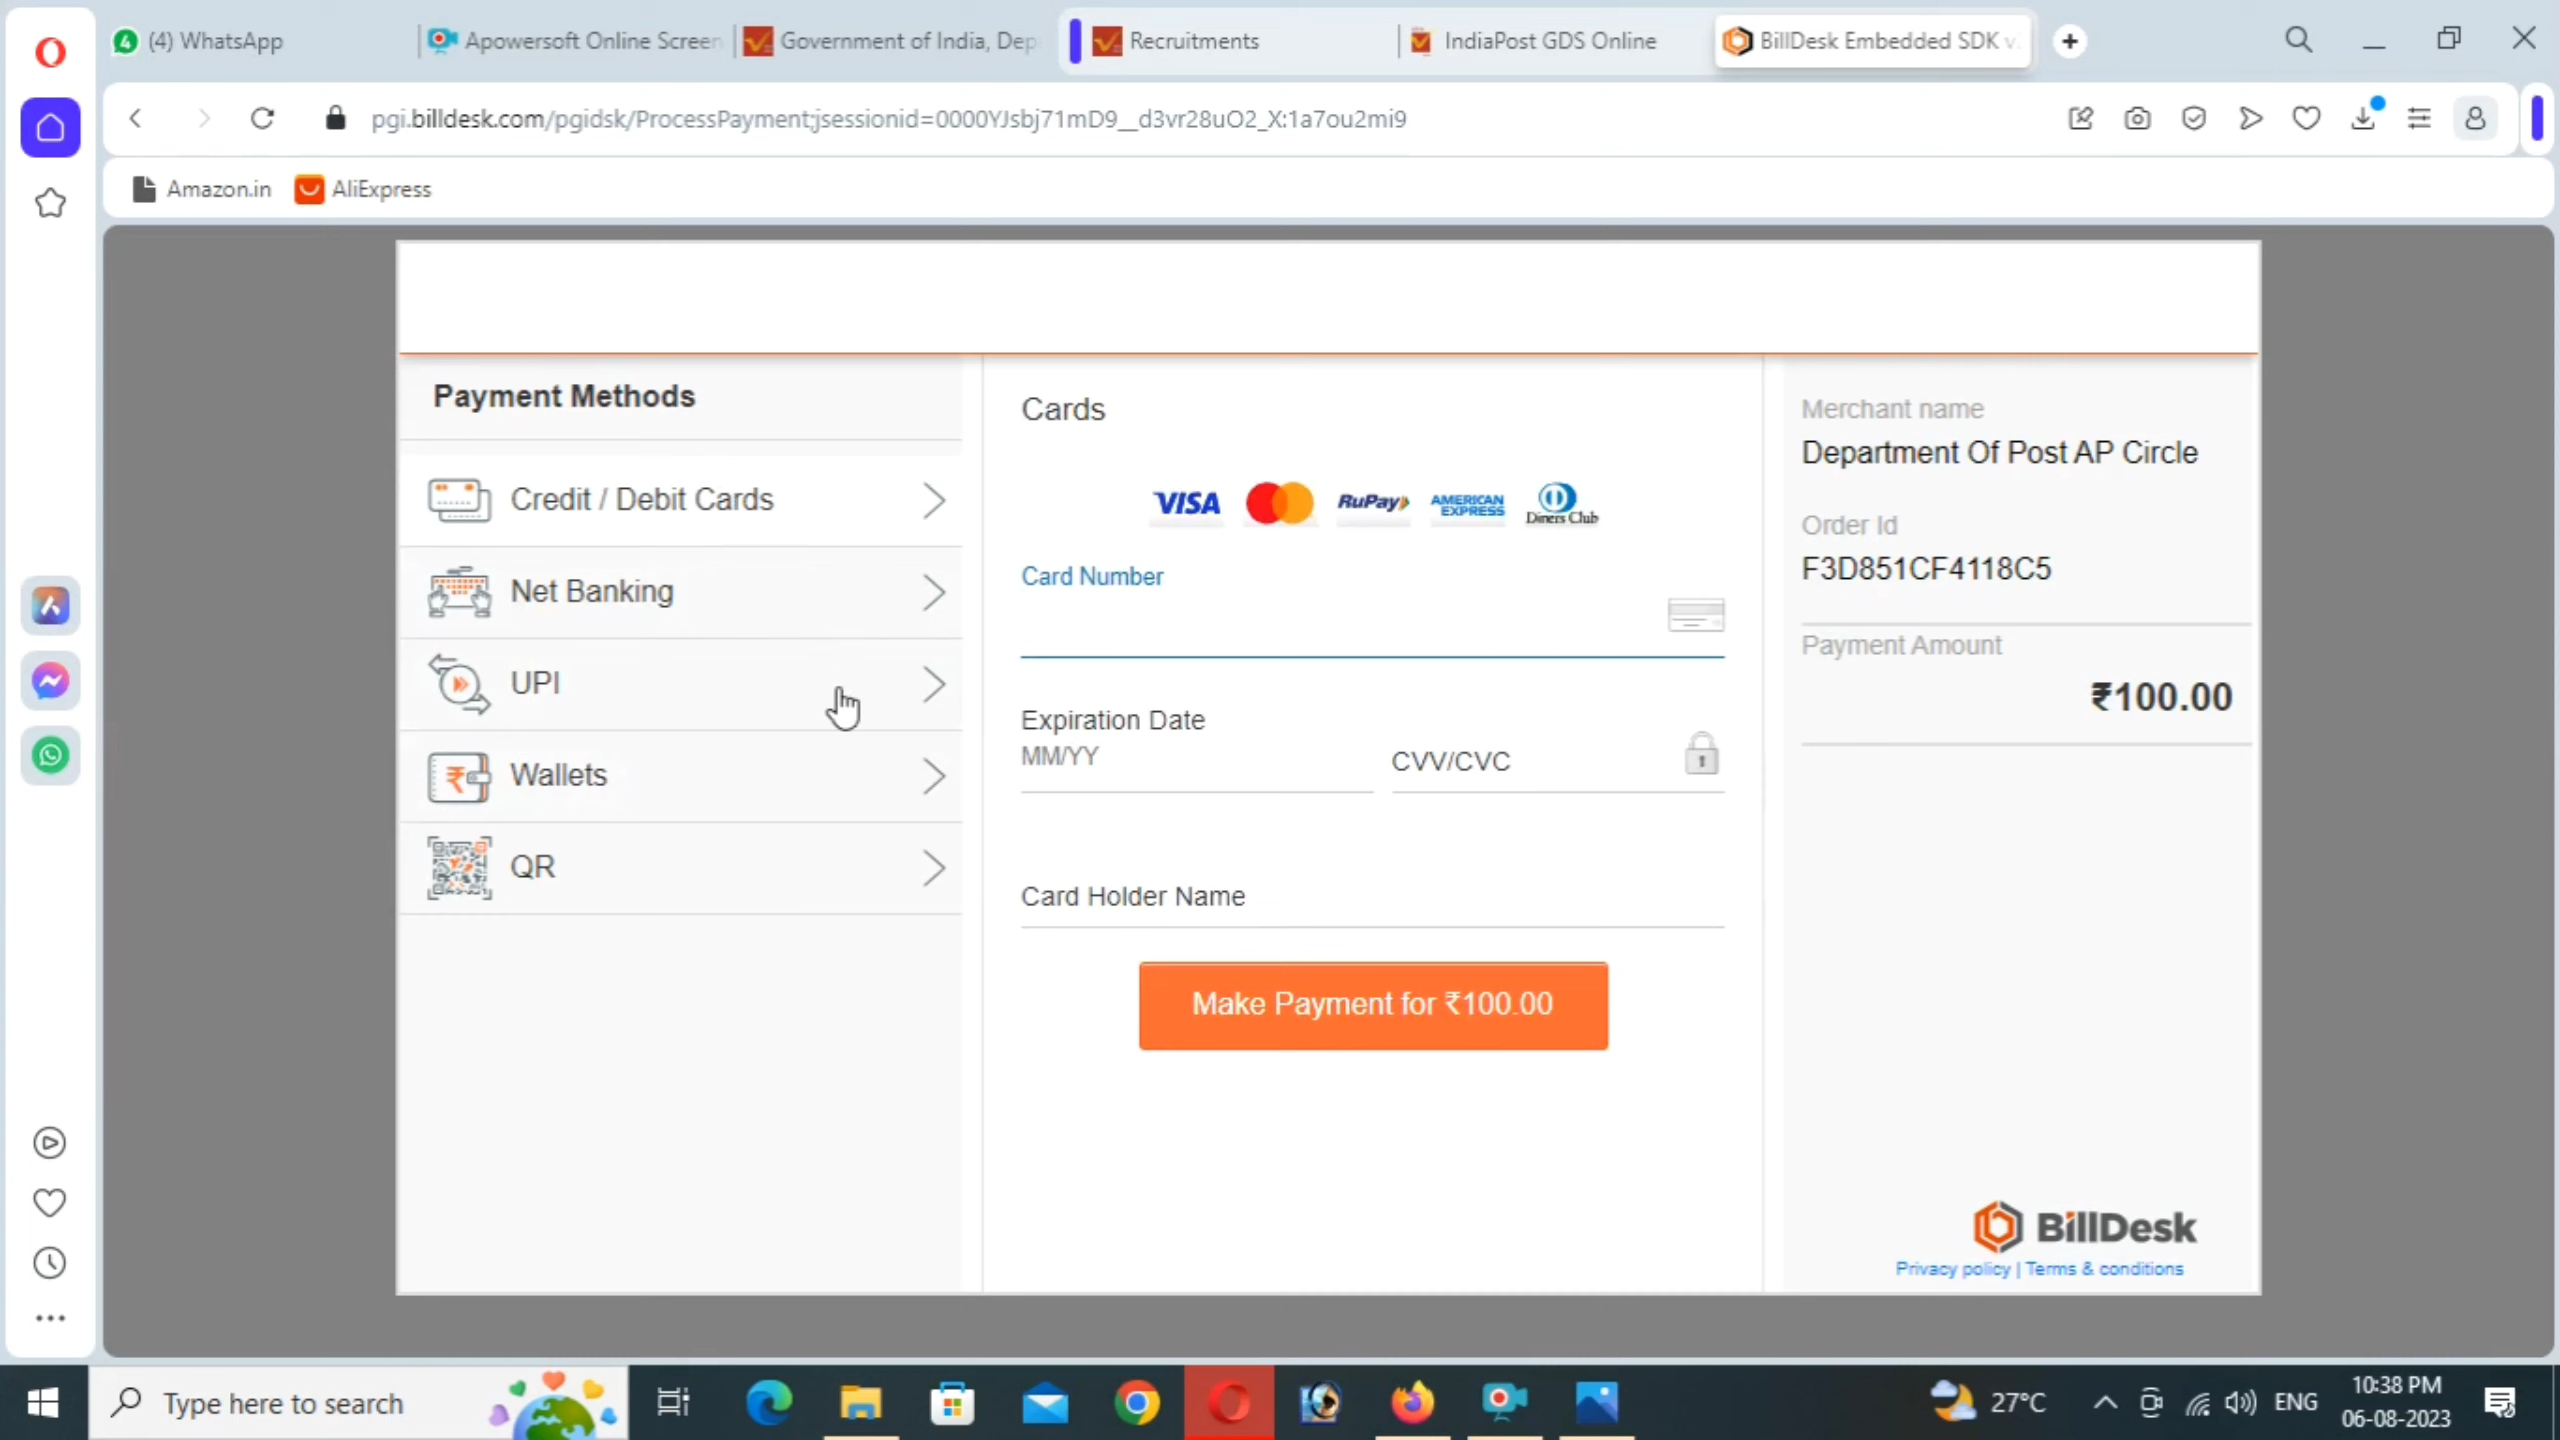 (4) WhatsApp
Apowersoft Online Screen
Government of India, Dep
Recruitments
IndiaPost GDS Online
BillDesk Embedded SDK v
pgi.billdesk.com/pgidsk/ProcessPayment;jsessionid=0000YJsbj71mD9__d3vr28uO2_X:1a7ou2mi9
Amazon.in
AliExpress
Payment Methods
Credit / Debit Cards
Net Banking
UPI
Wallets
QR
Cards
VISA
RuPay
AMERICAN EXPRESS
Diners Club
Card Number
Expiration Date
MM/YY
CVV/CVC
Card Holder Name
Make Payment for ₹100.00
Merchant name
Department Of Post AP Circle
Order Id
F3D851CF4118C5
Payment Amount
₹100.00
BillDesk
Privacy policy | Terms & conditions
Type here to search
27°C
ENG
10:38 PM
06-08-2023